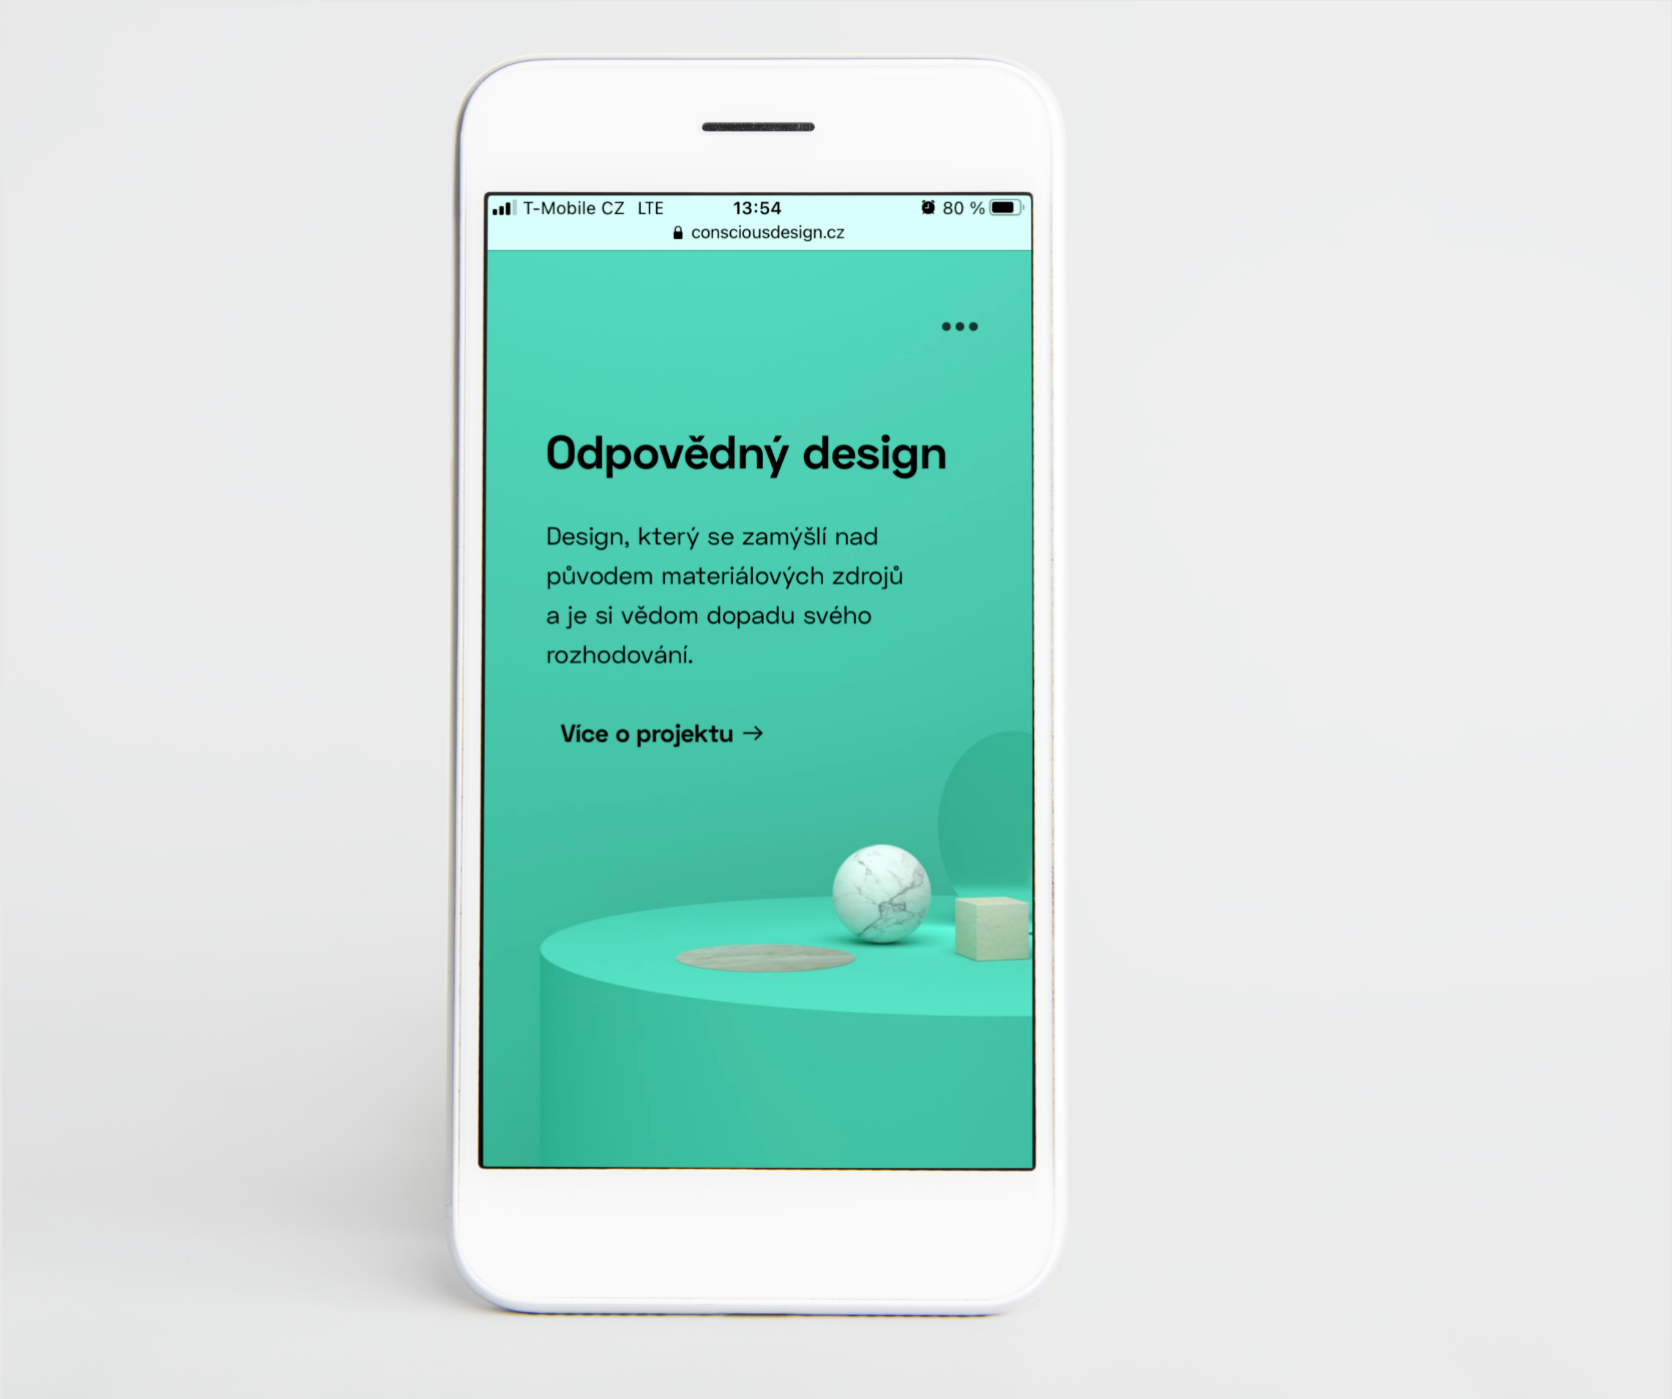 T-Mobile CZ LTE 13:54 80 %
consciousdesign.cz
Odpovědný design
Design, který se zamýšlí nad
původem materiálových zdrojů
a je si vědom dopadu svého
rozhodování.
Více o projektu →